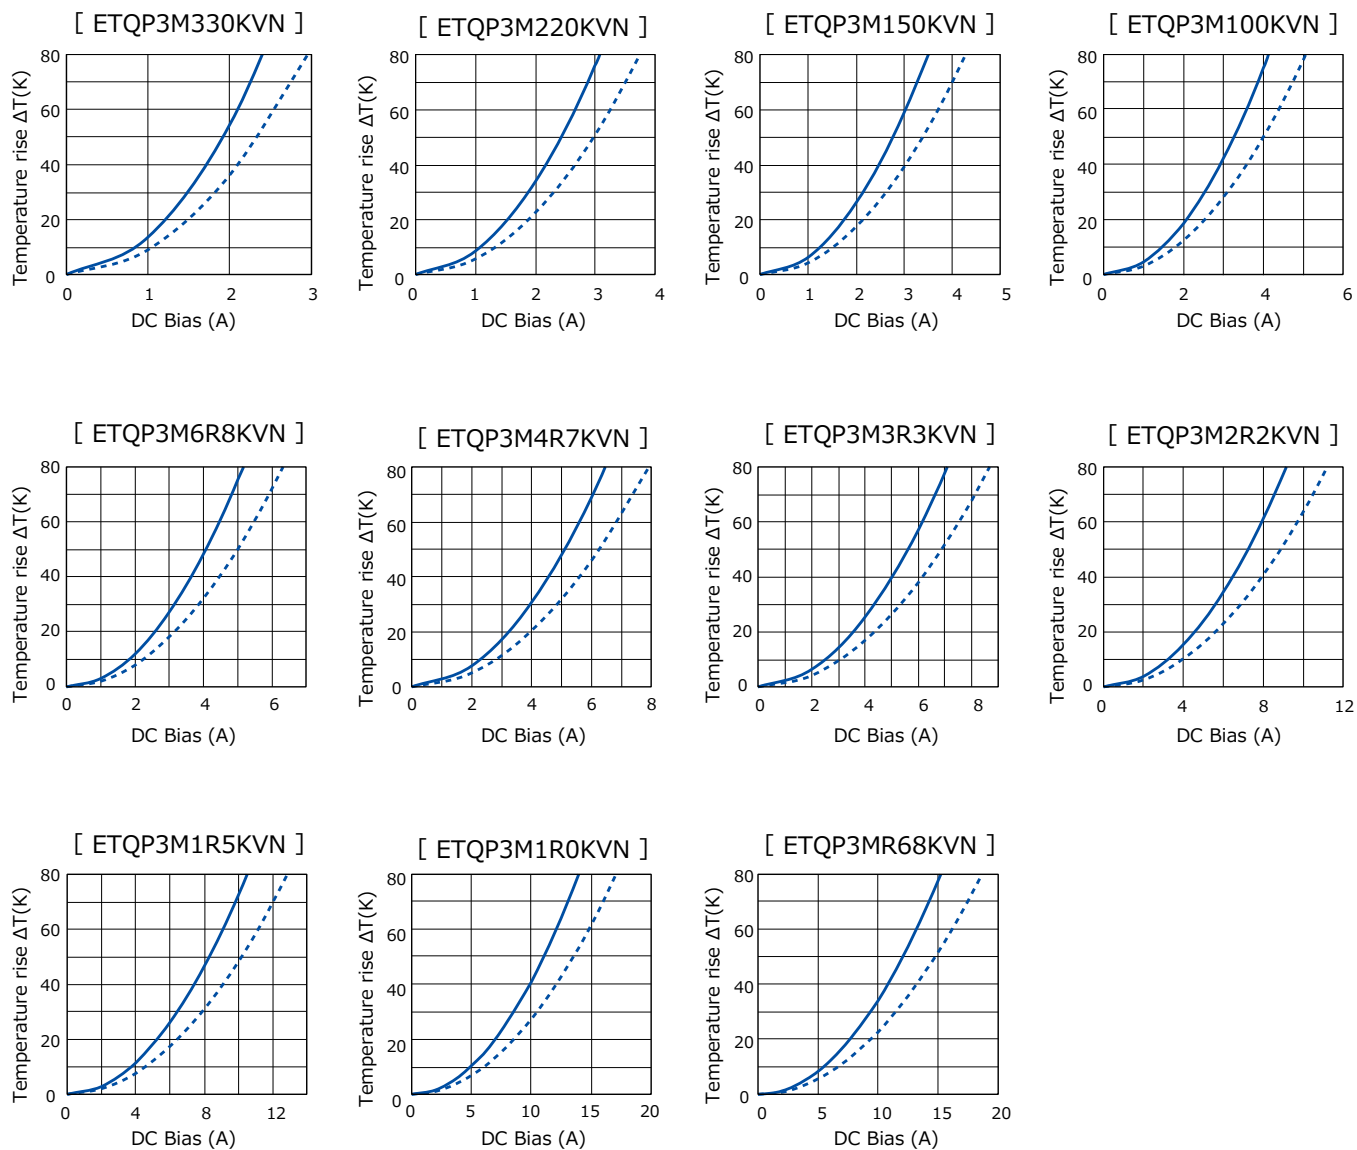 [ ETQP3M330KVN ]
Temperature rise ΔT(K)
80
60
40
20
0
0 1 2 3
DC Bias (A)
[ ETQP3M220KVN ]
Temperature rise ΔT(K)
80
60
40
20
0
0 1 2 3 4
DC Bias (A)
[ ETQP3M150KVN ]
Temperature rise ΔT(K)
80
60
40
20
0
0 1 2 3 4 5
DC Bias (A)
[ ETQP3M100KVN ]
Temperature rise ΔT(K)
80
60
40
20
0
0 2 4 6
DC Bias (A)
[ ETQP3M6R8KVN ]
Temperature rise ΔT(K)
80
60
40
20
0
0 2 4 6
DC Bias (A)
[ ETQP3M4R7KVN ]
Temperature rise ΔT(K)
80
60
40
20
0
0 2 4 6 8
DC Bias (A)
[ ETQP3M3R3KVN ]
Temperature rise ΔT(K)
80
60
40
20
0
0 2 4 6 8
DC Bias (A)
[ ETQP3M2R2KVN ]
Temperature rise ΔT(K)
80
60
40
20
0
0 4 8 12
DC Bias (A)
[ ETQP3M1R5KVN ]
Temperature rise ΔT(K)
80
60
40
20
0
0 4 8 12
DC Bias (A)
[ ETQP3M1R0KVN ]
Temperature rise ΔT(K)
80
60
40
20
0
0 5 10 15 20
DC Bias (A)
[ ETQP3MR68KVN ]
Temperature rise ΔT(K)
80
60
40
20
0
0 5 10 15 20
DC Bias (A)